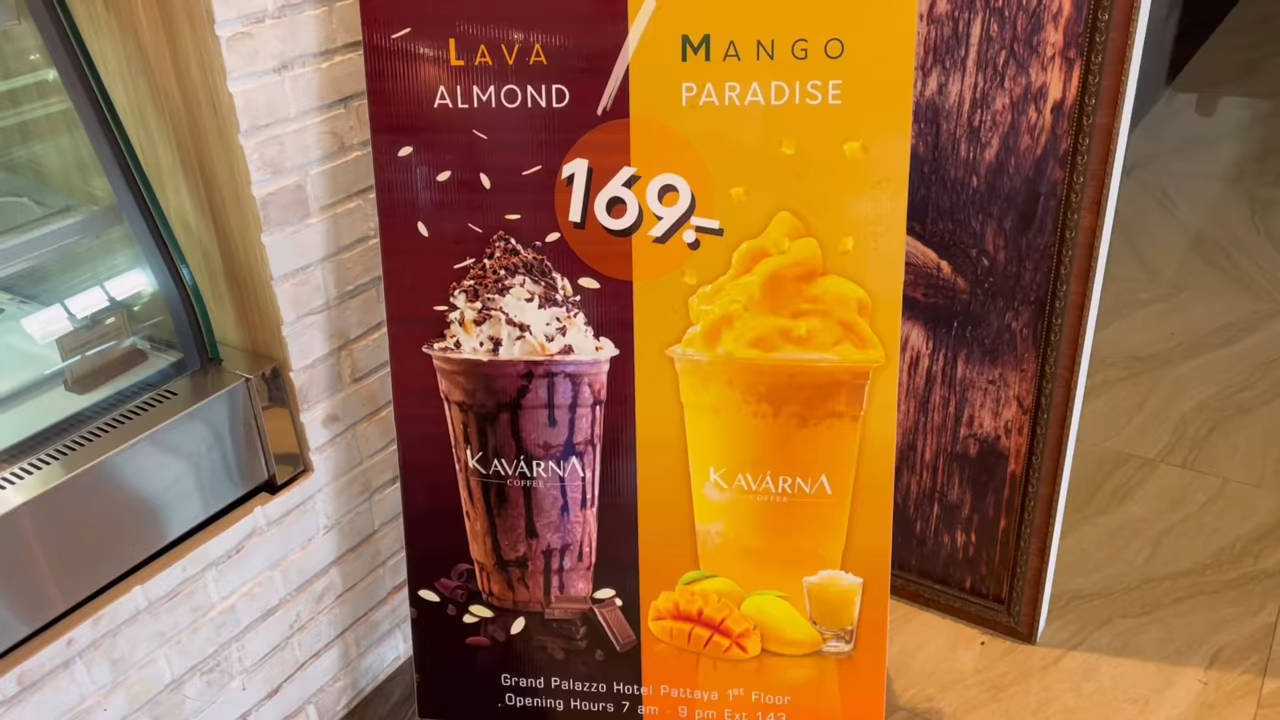 LAVA
ALMOND
MANGO
PARADISE
169.-
KAVÁRNA
COFFEE
KAVÁRNA
COFFEE
Grand Palazzo Hotel Pattaya 1st Floor
Opening Hours 7 am - 9 pm Ext 143